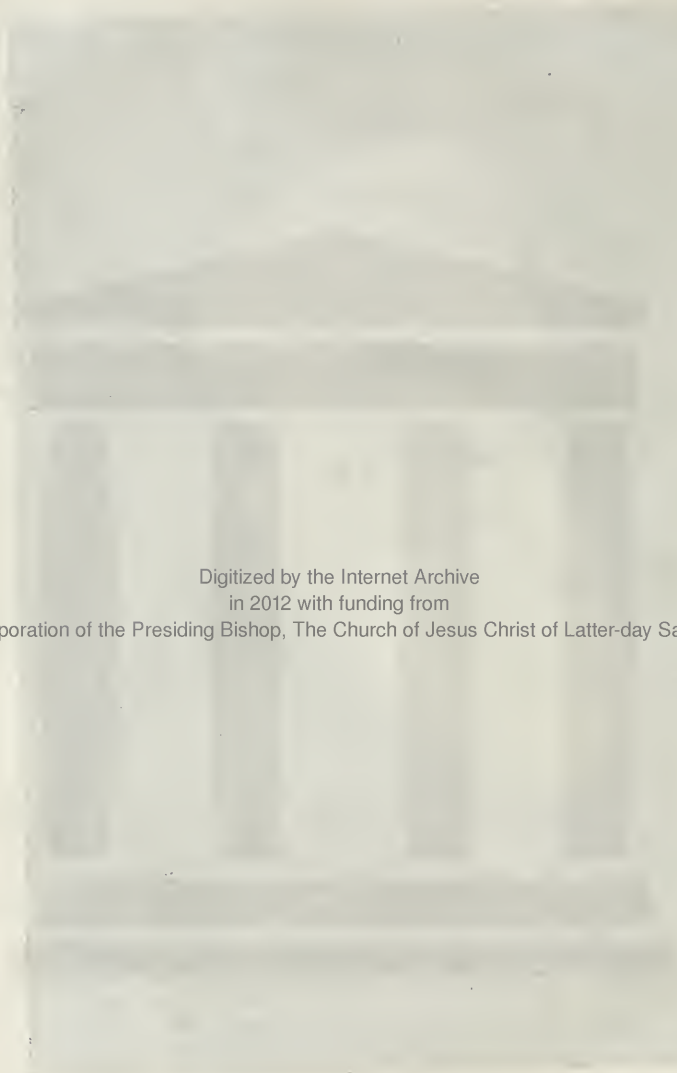 Digitized by the Internet Archive
in 2012 with funding from
poration of the Presiding Bishop, The Church of Jesus Christ of Latter-day Sa